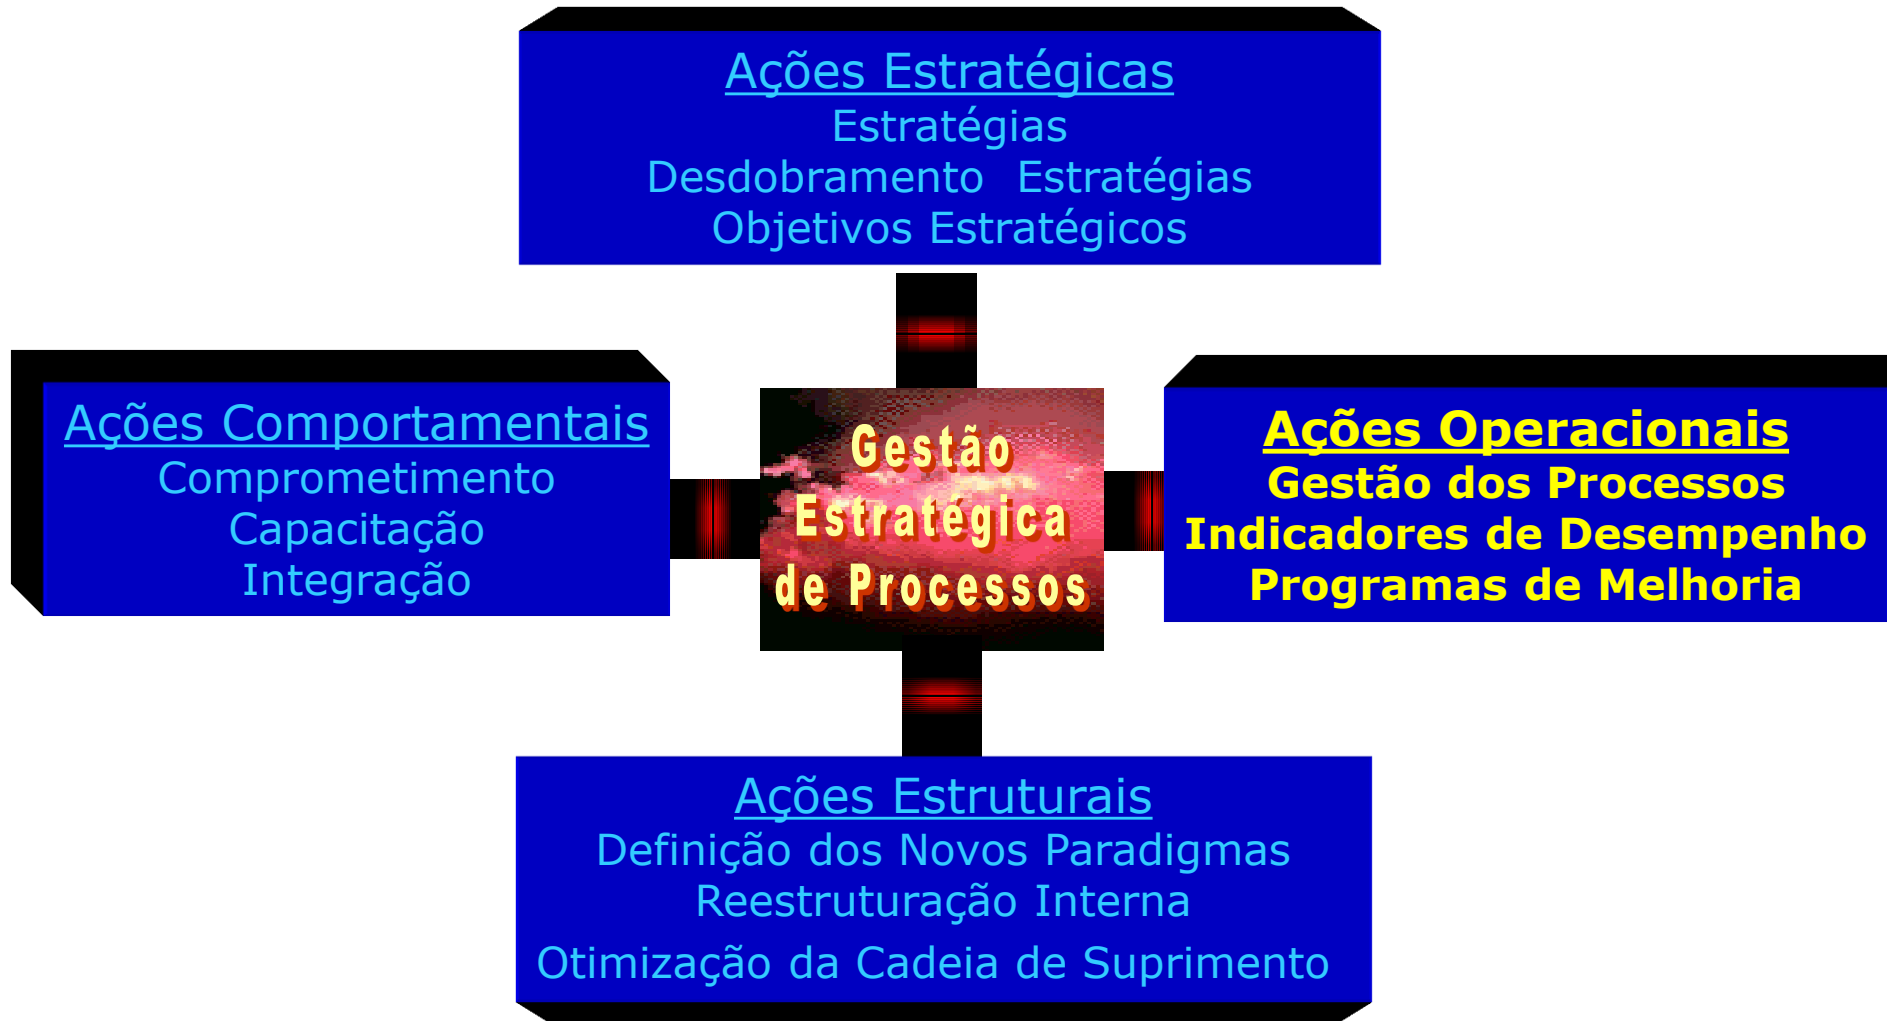 Ações Estratégicas
Estratégias
Desdobramento  Estratégias
Objetivos Estratégicos
Ações Comportamentais
Comprometimento
Capacitação
Integração
Gestão
Estratégica
de Processos
Ações Operacionais
Gestão dos Processos
Indicadores de Desempenho
Programas de Melhoria
Ações Estruturais
Definição dos Novos Paradigmas
Reestruturação Interna
Otimização da Cadeia de Suprimento